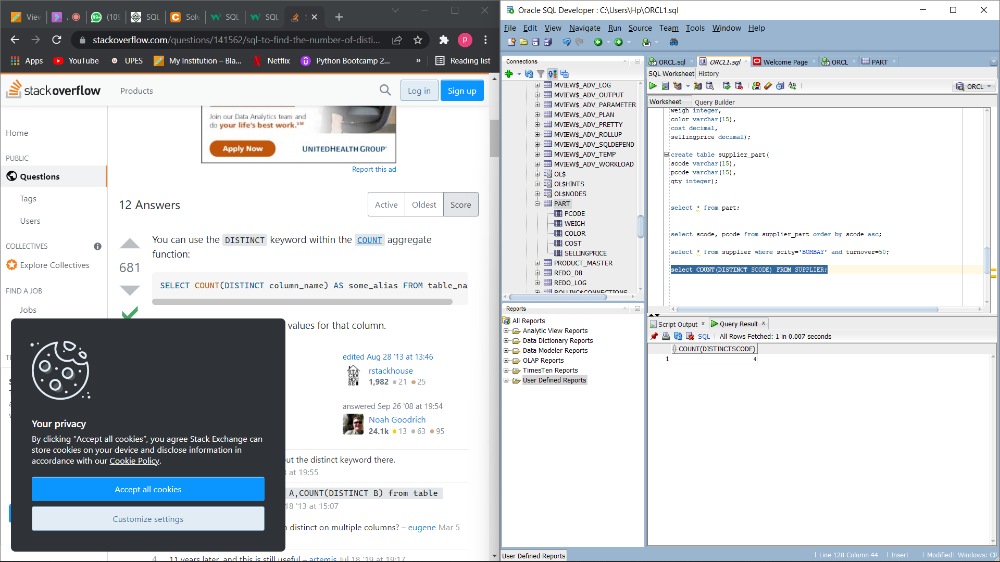 View
(109
SQL
Solv
SQL
SQL
stackoverflow.com/questions/141562/sql-to-find-the-number-of-disti...
P
Apps
YouTube
UPES
My Institution – Bla...
Netflix
Python Bootcamp 2...
»
Reading list
stackoverflow
Products
Log in
Sign up
Join our Data Analytics team and
do your life's best work.SM
Apply Now
UNITEDHEALTH GROUP
Report this ad
Home
PUBLIC
Questions
Tags
Users
COLLECTIVES
Explore Collectives
FIND A JOB
Jobs
12 Answers
Active
Oldest
Score
681
You can use the DISTINCT keyword within the COUNT aggregate
function:
SELECT COUNT(DISTINCT column_name) AS some_alias FROM table_nam
values for that column.
edited Aug 28 '13 at 13:46
STACKHOUSE!
rstackhouse
1,982 21 25
answered Sep 26 '08 at 19:54
Noah Goodrich
24.1k 13 63 95
ut the distinct keyword there.
at 19:55
A,COUNT(DISTINCT B) from table
18 '13 at 15:07
distinct on multiple columns? – eugene Mar 5
4 11 years later, and this is still useful – artemis Jul 18 '19 at 19:17
Your privacy
By clicking “Accept all cookies”, you agree Stack Exchange can
store cookies on your device and disclose information in
accordance with our Cookie Policy.
Accept all cookies
Customize settings
Oracle SQL Developer : C:\Users\Hp\ORCL1.sql
File Edit View Navigate Run Source Team Tools Window Help
Connections
MVIEW$_ADV_LOG
MVIEW$_ADV_OUTPUT
MVIEW$_ADV_PARAMETER
MVIEW$_ADV_PLAN
MVIEW$_ADV_PRETTY
MVIEW$_ADV_ROLLUP
MVIEW$_ADV_SQLDEPEND
MVIEW$_ADV_TEMP
MVIEW$_ADV_WORKLOAD
OL$
OL$HINTS
OL$NODES
PART
PCODE
WEIGH
COLOR
COST
SELLINGPRICE
PRODUCT_MASTER
REDO_DB
REDO_LOG
ROLLING$CONNECTIONS
Reports
All Reports
Analytic View Reports
Data Dictionary Reports
Data Modeler Reports
OLAP Reports
TimesTen Reports
User Defined Reports
User Defined Reports
ORCL.sql
ORCL1.sql
Welcome Page
ORCL
PART
SQL Worksheet History
ORCL
Worksheet Query Builder
weigh integer,
color varchar(15),
cost decimal,
sellingprice decimal);
create table supplier_part(
scode varchar(15),
pcode varchar(15),
qty integer);
select * from part;
select scode, pcode from supplier_part order by scode asc;
select * from supplier where scity='BOMBAY' and turnover=50;
select COUNT(DISTINCT SCODE) FROM SUPPLIER;
Script Output
Query Result
SQL | All Rows Fetched: 1 in 0.007 seconds
COUNT(DISTINCTSCODE)
1 4
Line 128 Column 44 | Insert | Modified | Windows: CR